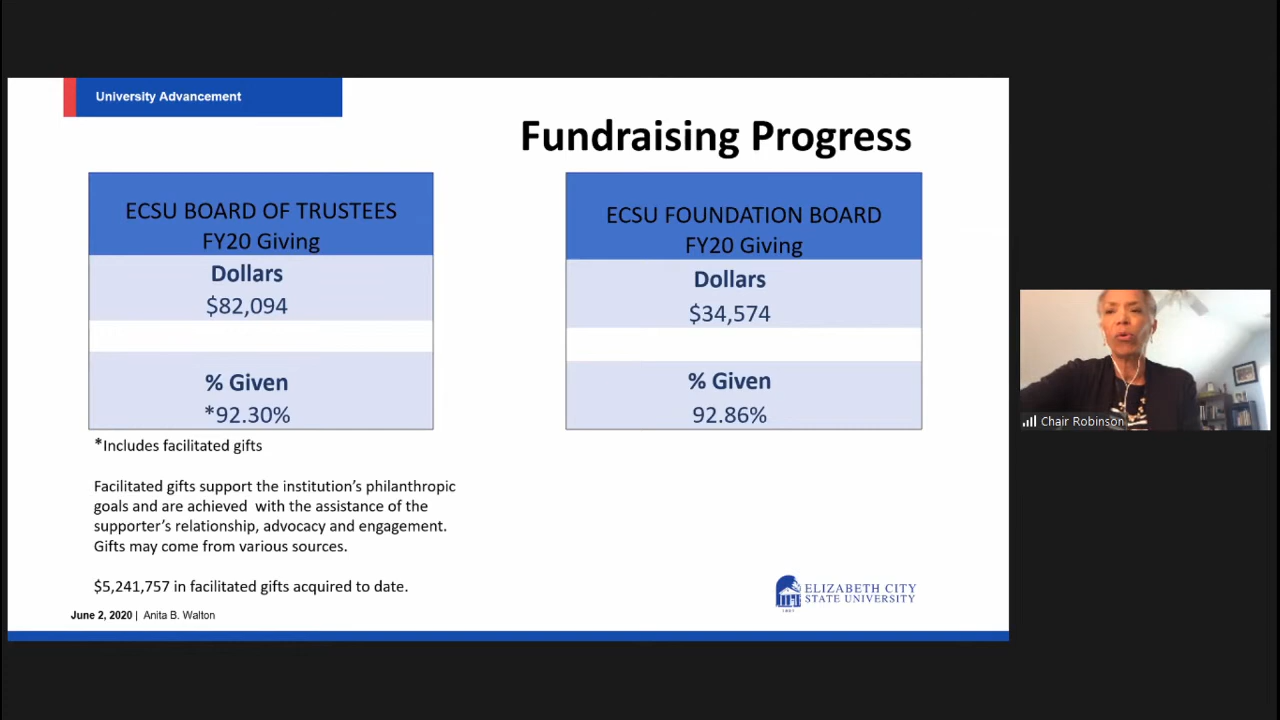 University Advancement
Fundraising Progress
ECSU BOARD OF TRUSTEES
FY20 Giving
Dollars
$82,094
% Given
*92.30%
ECSU FOUNDATION BOARD
FY20 Giving
Dollars
$34,574
% Given
92.86%
*Includes facilitated gifts
Facilitated gifts support the institution's philanthropic
goals and are achieved with the assistance of the
supporter's relationship, advocacy and engagement.
Gifts may come from various sources.
$5,241,757 in facilitated gifts acquired to date.
June 2, 2020 | Anita B. Walton
ELIZABETH CITY
STATE UNIVERSITY
1891
Chair Robinson